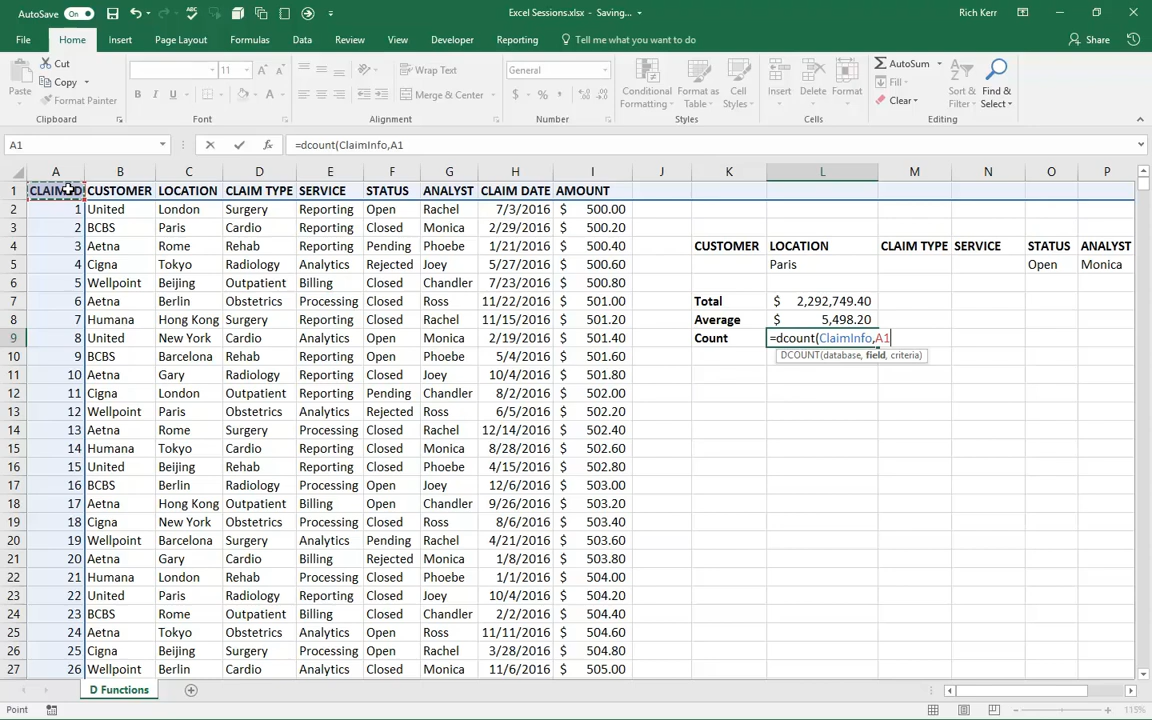 AutoSave On Excel Sessions.xlsx - Saving... Rich Kerr
File Home Insert Page Layout Formulas Data Review View Developer Reporting Tell me what you want to do Share
Paste Cut Copy Format Painter Clipboard
11 B I U Font
Wrap Text Merge & Center Alignment
General $ % , Number
Conditional Formatting Format as Table Cell Styles Styles
Insert Delete Format Cells
AutoSum Fill Clear Sort & Filter Find & Select Editing
A1 fx =dcount(ClaimInfo,A1
A B C D E F G H I J K L M N O P
1 CLAIM ID CUSTOMER LOCATION CLAIM TYPE SERVICE STATUS ANALYST CLAIM DATE AMOUNT
2 1 United London Surgery Reporting Open Rachel 7/3/2016 $ 500.00
3 2 BCBS Paris Cardio Reporting Closed Monica 2/29/2016 $ 500.20
4 3 Aetna Rome Rehab Reporting Pending Phoebe 1/21/2016 $ 500.40 CUSTOMER LOCATION CLAIM TYPE SERVICE STATUS ANALYST
5 4 Cigna Tokyo Radiology Analytics Rejected Joey 5/27/2016 $ 500.60 Paris Open Monica
6 5 Wellpoint Beijing Outpatient Billing Closed Chandler 7/23/2016 $ 500.80
7 6 Aetna Berlin Obstetrics Processing Closed Ross 11/22/2016 $ 501.00 Total $ 2,292,749.40
8 7 Humana Hong Kong Surgery Reporting Closed Rachel 11/15/2016 $ 501.20 Average $ 5,498.20
9 8 United New York Cardio Analytics Open Monica 2/19/2016 $ 501.40 Count =dcount(ClaimInfo,A1
10 9 BCBS Barcelona Rehab Reporting Open Phoebe 5/4/2016 $ 501.60 DCOUNT(database, field, criteria)
11 10 Aetna Gary Radiology Analytics Open Joey 10/4/2016 $ 501.80
12 11 Cigna London Outpatient Reporting Pending Chandler 8/2/2016 $ 502.00
13 12 Wellpoint Paris Obstetrics Analytics Rejected Ross 6/5/2016 $ 502.20
14 13 Aetna Rome Surgery Reporting Closed Rachel 12/14/2016 $ 502.40
15 14 Humana Tokyo Cardio Analytics Closed Monica 8/28/2016 $ 502.60
16 15 United Beijing Rehab Reporting Closed Phoebe 4/15/2016 $ 502.80
17 16 BCBS Berlin Radiology Reporting Open Joey 12/6/2016 $ 503.00
18 17 Aetna Hong Kong Outpatient Billing Open Chandler 9/26/2016 $ 503.20
19 18 Cigna New York Obstetrics Processing Closed Ross 8/6/2016 $ 503.40
20 19 Wellpoint Barcelona Surgery Analytics Pending Rachel 4/21/2016 $ 503.60
21 20 Aetna Gary Cardio Billing Rejected Monica 1/8/2016 $ 503.80
22 21 Humana London Rehab Processing Closed Phoebe 1/1/2016 $ 504.00
23 22 United Paris Radiology Reporting Closed Joey 10/4/2016 $ 504.20
24 23 BCBS Rome Outpatient Billing Closed Chandler 2/2/2016 $ 504.40
25 24 Aetna Tokyo Obstetrics Analytics Open Ross 11/11/2016 $ 504.60
26 25 Cigna Beijing Surgery Reporting Closed Rachel 3/28/2016 $ 504.80
27 26 Wellpoint Berlin Cardio Analytics Closed Monica 11/6/2016 $ 505.00
D Functions
Point 115%